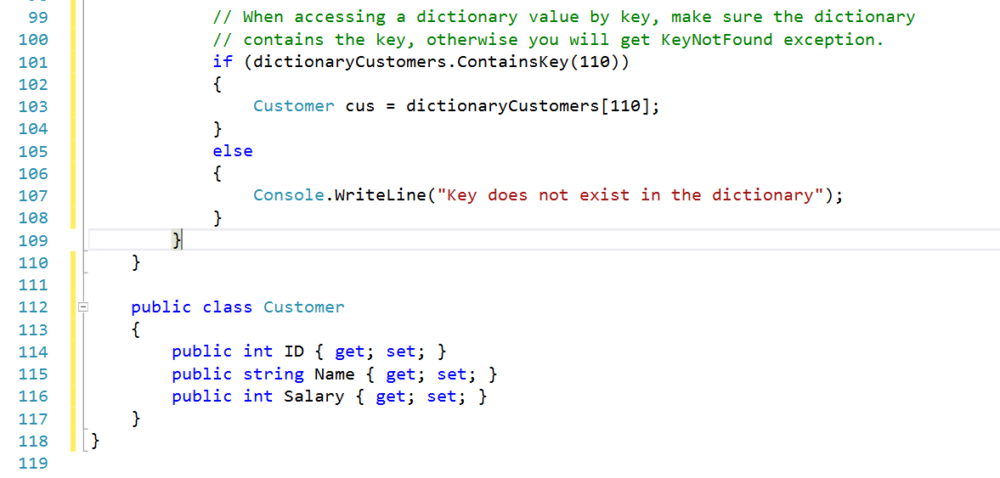 99 // When accessing a dictionary value by key, make sure the dictionary
100 // contains the key, otherwise you will get KeyNotFound exception.
101 if (dictionaryCustomers.ContainsKey(110))
102 {
103 Customer cus = dictionaryCustomers[110];
104 }
105 else
106 {
107 Console.WriteLine("Key does not exist in the dictionary");
108 }
109 }
110 }
111
112 public class Customer
113 {
114 public int ID { get; set; }
115 public string Name { get; set; }
116 public int Salary { get; set; }
117 }
118 }
119